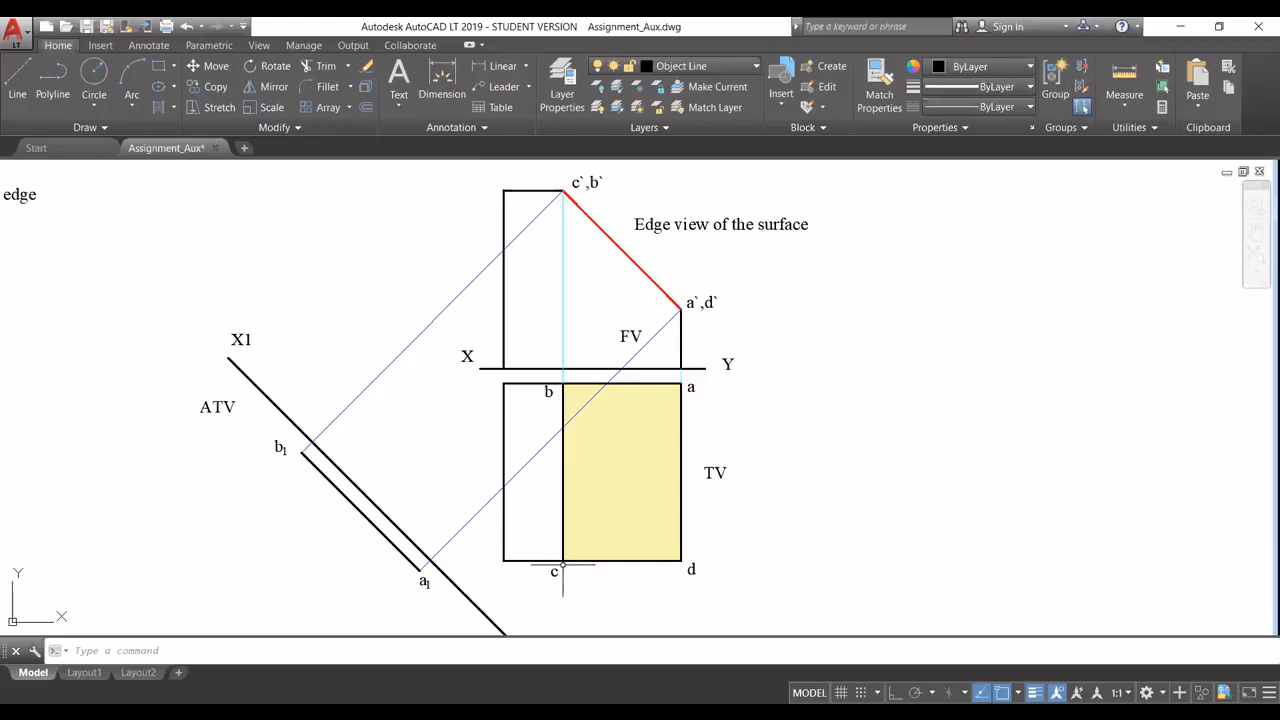 Autodesk AutoCAD LT 2019 - STUDENT VERSION Assignment_Aux.dwg
Type a keyword or phrase
Sign In
Home Insert Annotate Parametric View Manage Output Collaborate
A
LT
Line Polyline Circle Arc
Move Rotate Trim
Copy Mirror Fillet
Stretch Scale Array
Text Dimension
Linear
Leader
Table
Layer
Properties
Object Line
Make Current
Match Layer
Insert
Create
Edit
Match
Properties
ByLayer
ByLayer
ByLayer
Group
Measure
Paste
Draw Modify Annotation Layers Block Properties Groups Utilities Clipboard
Start Assignment_Aux*
edge
c`,b`
Edge view of the surface
a`,d`
FV
X1
X
Y
b
a
ATV
b1
TV
c
d
a1
Y
X
Type a command
Model Layout1 Layout2
MODEL 1:1